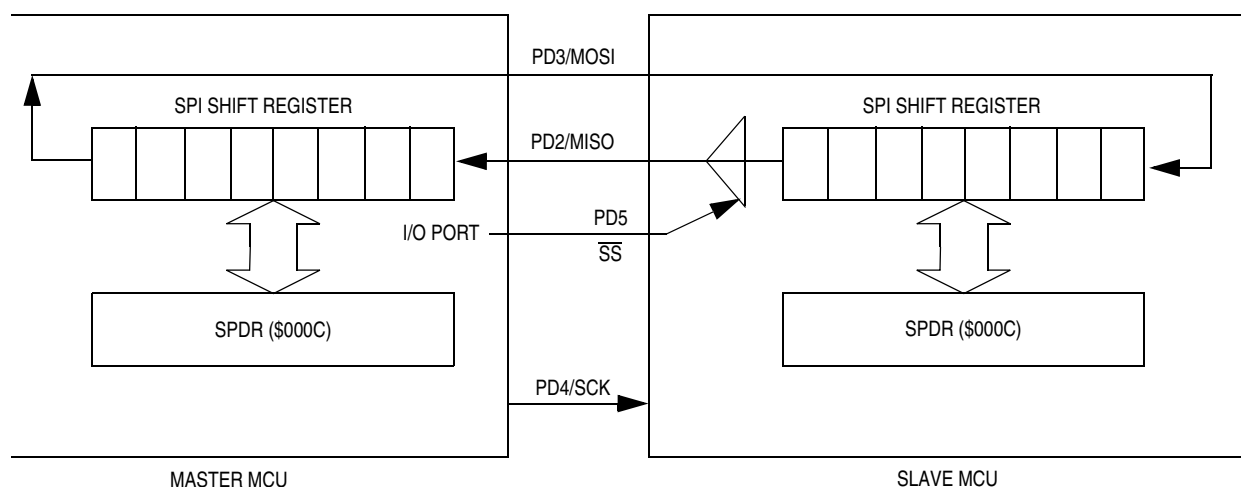 PD3/MOSI
SPI SHIFT REGISTER
SPI SHIFT REGISTER
PD2/MISO
I/O PORT
PD5
SS
SPDR ($000C)
SPDR ($000C)
PD4/SCK
MASTER MCU
SLAVE MCU